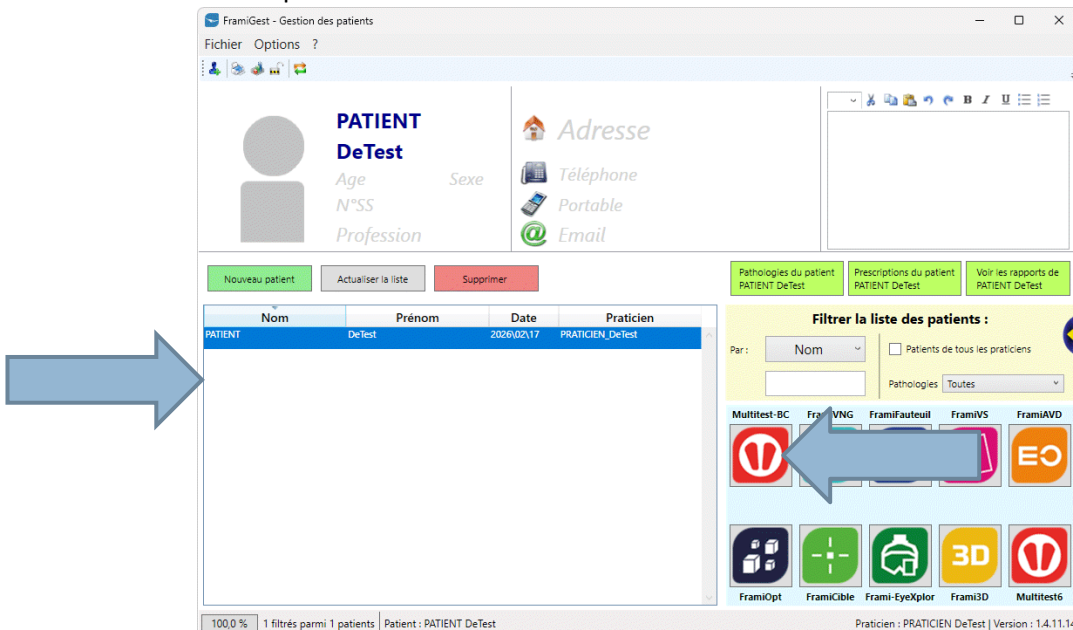 FramiGest - Gestion des patients
Fichier Options ?
B I U
PATIENT
DeTest
Age Sexe
N°SS
Profession
Adresse
Téléphone
Portable
Email
Nouveau patient
Actualiser la liste
Supprimer
Pathologies du patient
PATIENT DeTest
Prescriptions du patient
PATIENT DeTest
Voir les rapports de
PATIENT DeTest
Nom Prénom Date Praticien
PATIENT DeTest 2026\02\17 PRATICIEN_DeTest
Filtrer la liste des patients :
Par : Nom
Patients de tous les praticiens
Pathologies Toutes
Multitest-BC
FramiFauteuil FramiVS FramiAVD
3D
FramiOpt FramiCible Frami-EyeXplor Frami3D Multitest6
100,0 % 1 filtrés parmi 1 patients Patient : PATIENT DeTest
Praticien : PRATICIEN DeTest | Version : 1.4.11.14